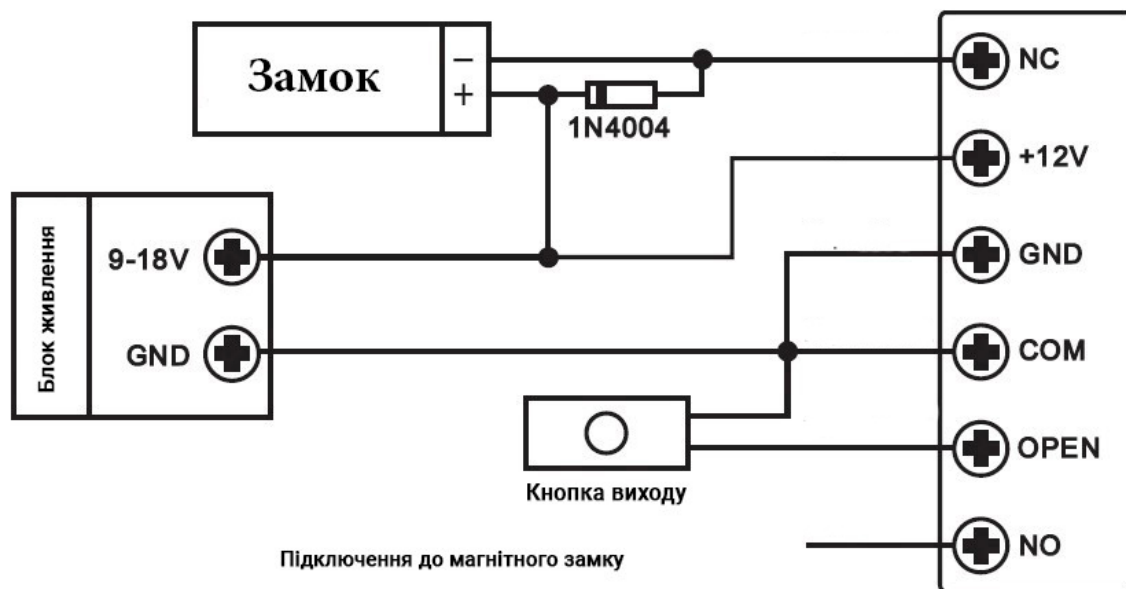 Замок
−
+
1N4004
NC
+12V
Блок живлення
9-18V
GND
GND
COM
OPEN
Кнопка виходу
NO
Підключення до магнітного замку